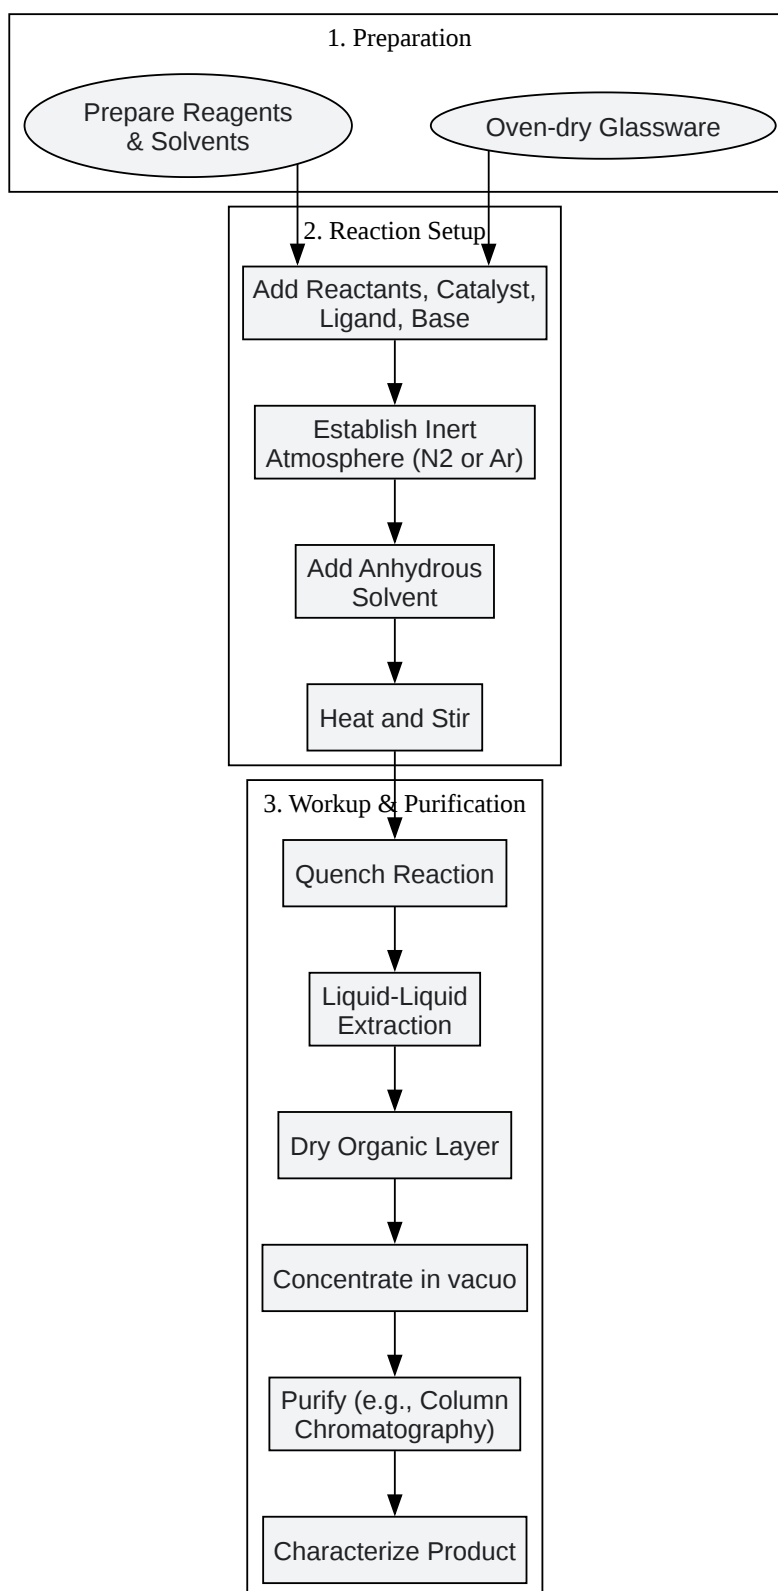 1. Preparation
Prepare Reagents
& Solvents
Oven-dry Glassware
2. Reaction Setup
Add Reactants, Catalyst,
Ligand, Base
Establish Inert
Atmosphere (N2 or Ar)
Add Anhydrous
Solvent
Heat and Stir
3. Workup & Purification
Quench Reaction
Liquid-Liquid
Extraction
Dry Organic Layer
Concentrate in vacuo
Purify (e.g., Column
Chromatography)
Characterize Product